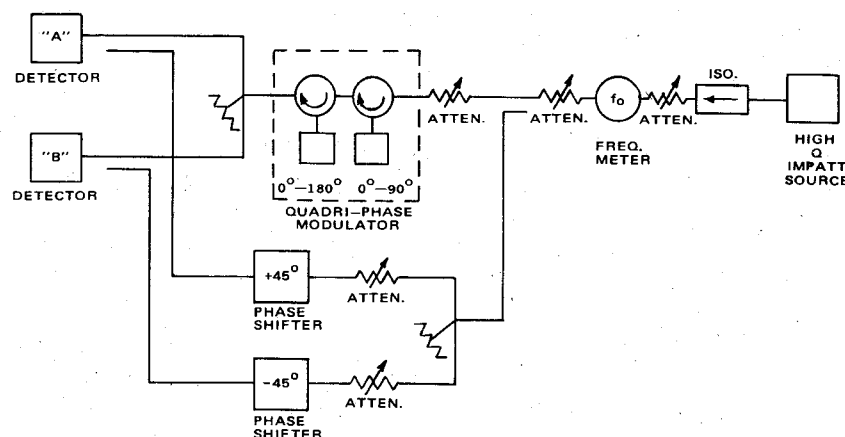 "A"
DETECTOR
"B"
DETECTOR
0°—180° 0°—90°
QUADRI—PHASE
MODULATOR
ATTEN.
ATTEN.
fo
FREQ.
METER
ATTEN.
ISO.
HIGH
Q
IMPATT
SOURCE
+45°
PHASE
SHIFTER
ATTEN.
—45°
PHASE
SHIFTER
ATTEN.